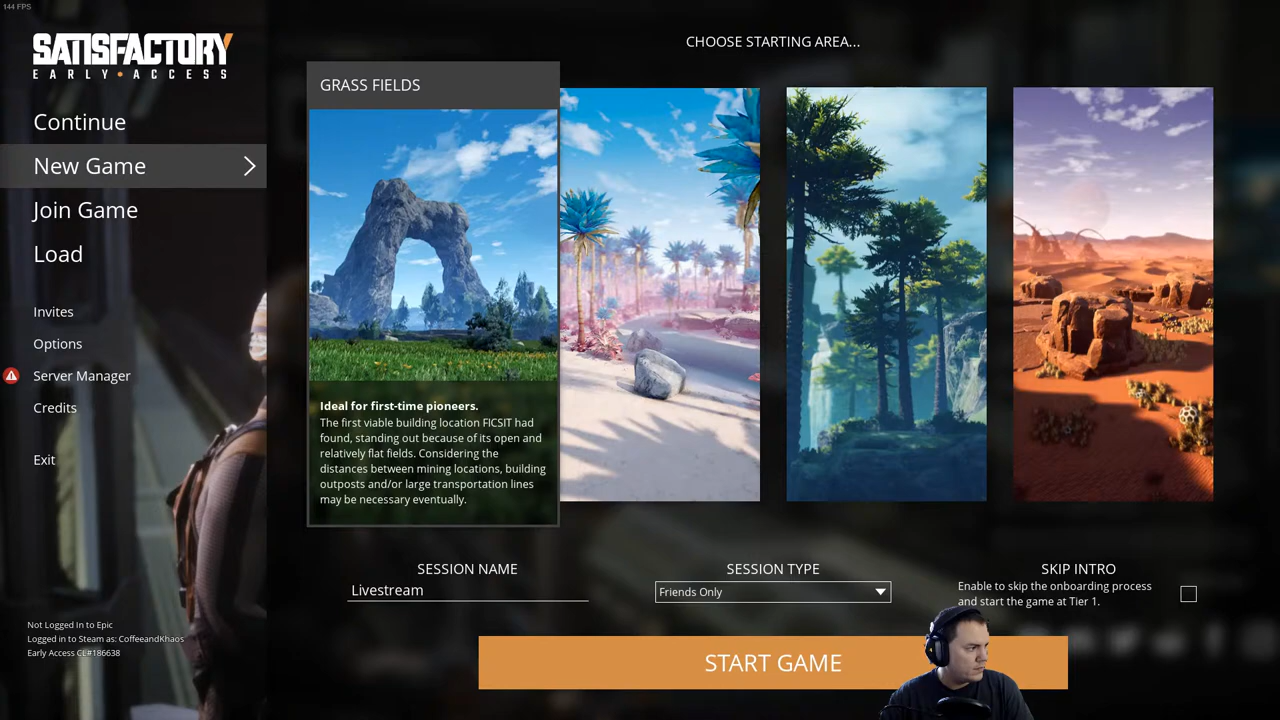 144 FPS
SATISFACTORY
EARLY ACCESS
Continue
New Game
Join Game
Load
Invites
Options
Server Manager
Credits
Exit
Not Logged In to Epic
Logged in to Steam as: CoffeeandKhaos
Early Access CL#186638
CHOOSE STARTING AREA...
GRASS FIELDS
Ideal for first-time pioneers.
The first viable building location FICSIT had
found, standing out because of its open and
relatively flat fields. Considering the
distances between mining locations, building
outposts and/or large transportation lines
may be necessary eventually.
SESSION NAME
Livestream
SESSION TYPE
Friends Only
SKIP INTRO
Enable to skip the onboarding process
and start the game at Tier 1.
START GAME